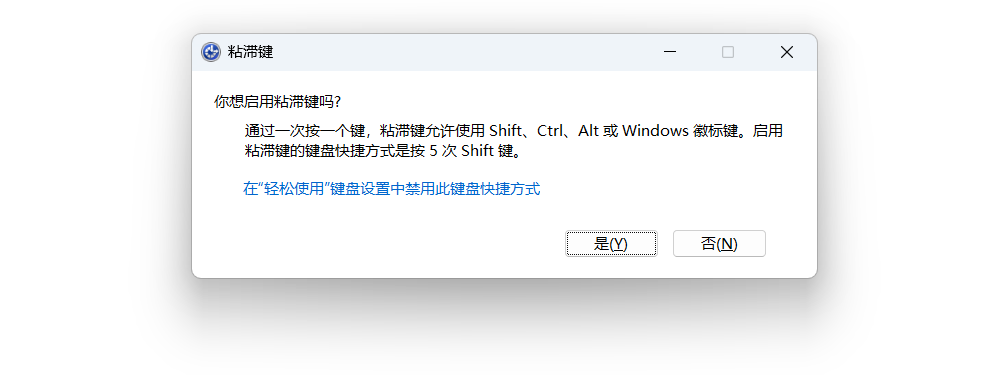 粘滞键
你想启用粘滞键吗?
通过一次按一个键，粘滞键允许使用 Shift、Ctrl、Alt 或 Windows 徽标键。启用
粘滞键的键盘快捷方式是按 5 次 Shift 键。
在“轻松使用”键盘设置中禁用此键盘快捷方式
是(Y) 否(N)